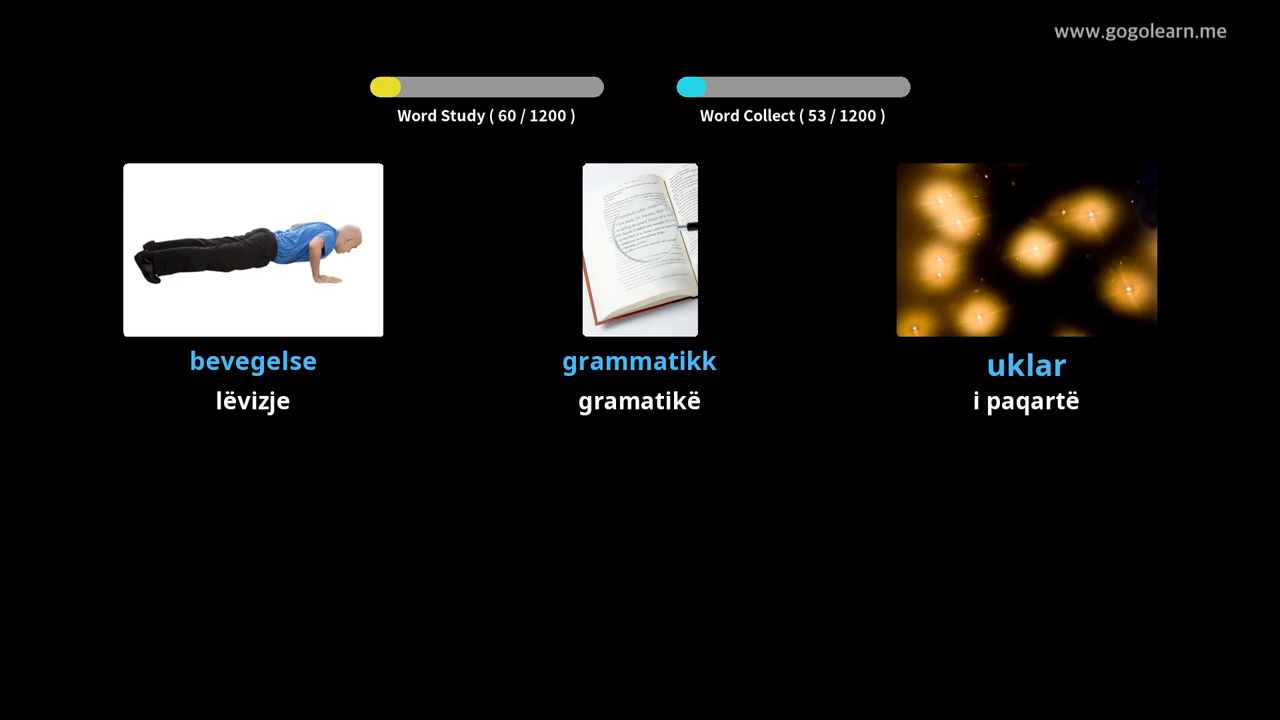 www.gogolearn.me
Word Study ( 60 / 1200 )
Word Collect ( 53 / 1200 )
bevegelse
grammatikk
uklar
lëvizje
gramatikë
i paqartë